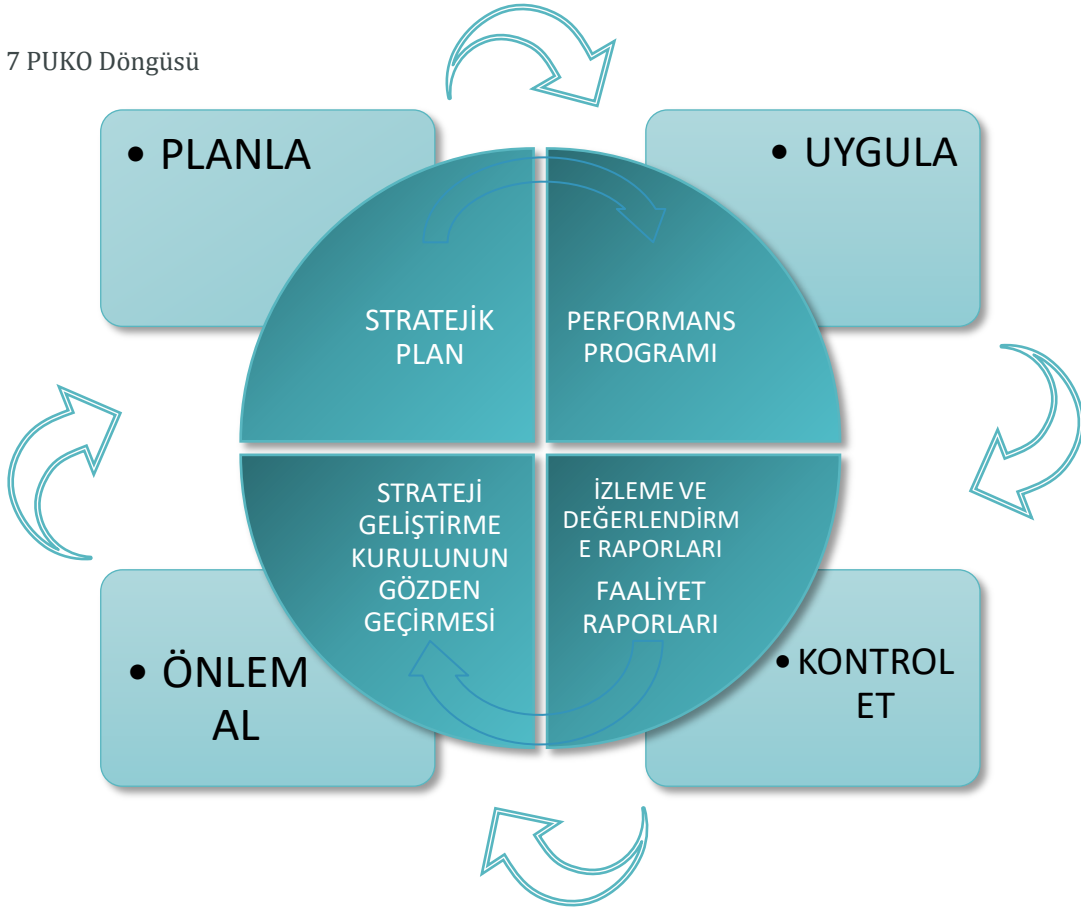 7 PUKO Döngüsü
• PLANLA
• UYGULA
STRATEJİK
PLAN
PERFORMANS
PROGRAMI
STRATEJİ
GELİŞTİRME
KURULUNUN
GÖZDEN
GEÇİRMESİ
İZLEME VE
DEĞERLENDİRM
E RAPORLARI
FAALİYET
RAPORLARI
• ÖNLEM
AL
• KONTROL
ET